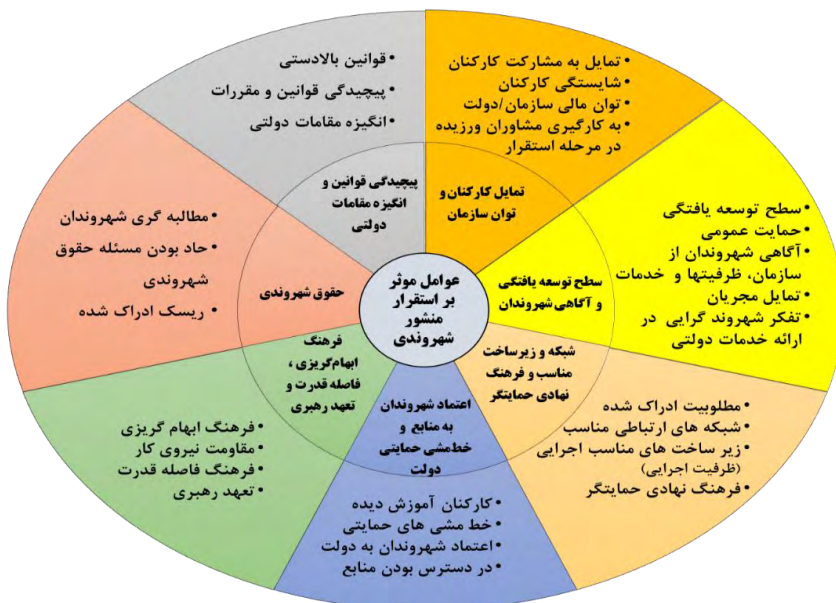 عوامل موثر
بر استقرار
منشور
شهروندی
تمایل کارکنان و
توان سازمان
• تمایل به مشارکت کارکنان
• شایستگی کارکنان
• توان مالی سازمان/دولت
• به کارگیری مشاوران ورزیده
در مرحله استقرار
سطح توسعه یافتگی
و آگاهی شهروندان
• سطح توسعه یافتگی
• حمایت عمومی
• آگاهی شهروندان از
سازمان، ظرفیتها و خدمات
• تمایل مجریان
• تفکر شهروند گرایی در
ارائه خدمات دولتی
شبکه و زیرساخت
مناسب و فرهنگ
نهادی حمایتگر
• مطلوبیت ادراک شده
• شبکه های ارتباطی مناسب
• زیر ساخت های مناسب اجرایی
(ظرفیت اجرایی)
• فرهنگ نهادی حمایتگر
اعتماد شهروندان
به منابع و
خط‌مشی حمایتی
دولت
• کارکنان آموزش دیده
• خط مشی های حمایتی
• اعتماد شهروندان به دولت
• در دسترس بودن منابع
فرهنگ
ابهام‌گریزی ،
فاصله قدرت و
تعهد رهبری
• فرهنگ ابهام گریزی
• مقاومت نیروی کار
• فرهنگ فاصله قدرت
• تعهد رهبری
حقوق شهروندی
• مطالبه گری شهروندان
• حاد بودن مسئله حقوق
شهروندی
• ریسک ادراک شده
پیچیدگی قوانین و
انگیزه مقامات
دولتی
• قوانین بالادستی
• پیچیدگی قوانین و مقررات
• انگیزه مقامات دولتی